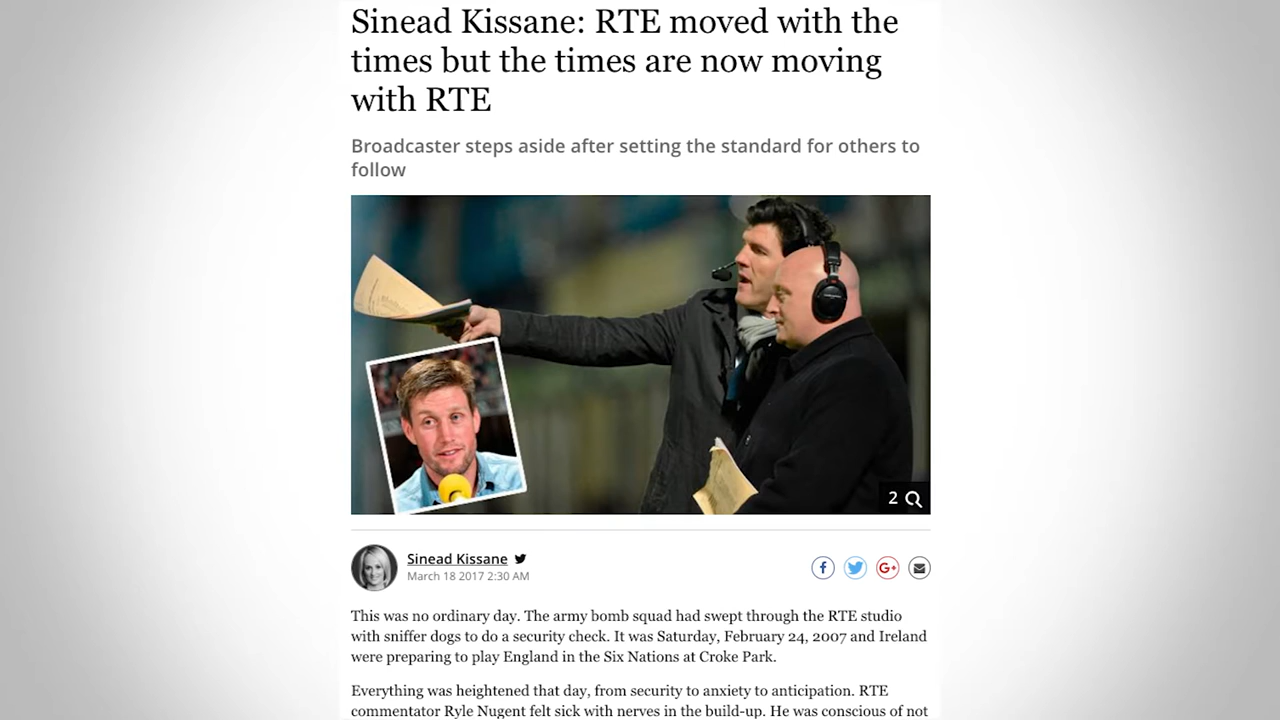 Sinead Kissane: RTE moved with the
times but the times are now moving
with RTE
Broadcaster steps aside after setting the standard for others to
follow
2
Sinead Kissane
March 18 2017 2:30 AM
f
G+
This was no ordinary day. The army bomb squad had swept through the RTE studio
with sniffer dogs to do a security check. It was Saturday, February 24, 2007 and Ireland
were preparing to play England in the Six Nations at Croke Park.
Everything was heightened that day, from security to anxiety to anticipation. RTE
commentator Ryle Nugent felt sick with nerves in the build-up. He was conscious of not